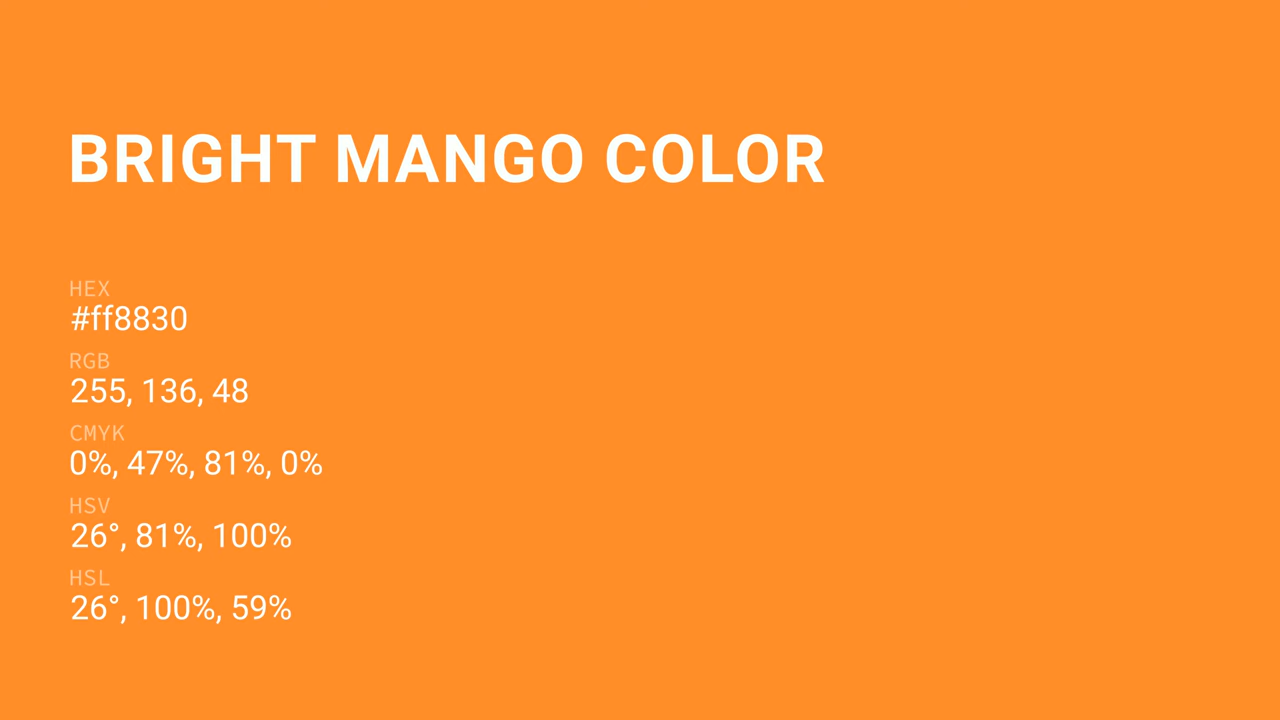 BRIGHT MANGO COLOR
HEX
#ff8830
RGB
255, 136, 48
CMYK
0%, 47%, 81%, 0%
HSV
26°, 81%, 100%
HSL
26°, 100%, 59%